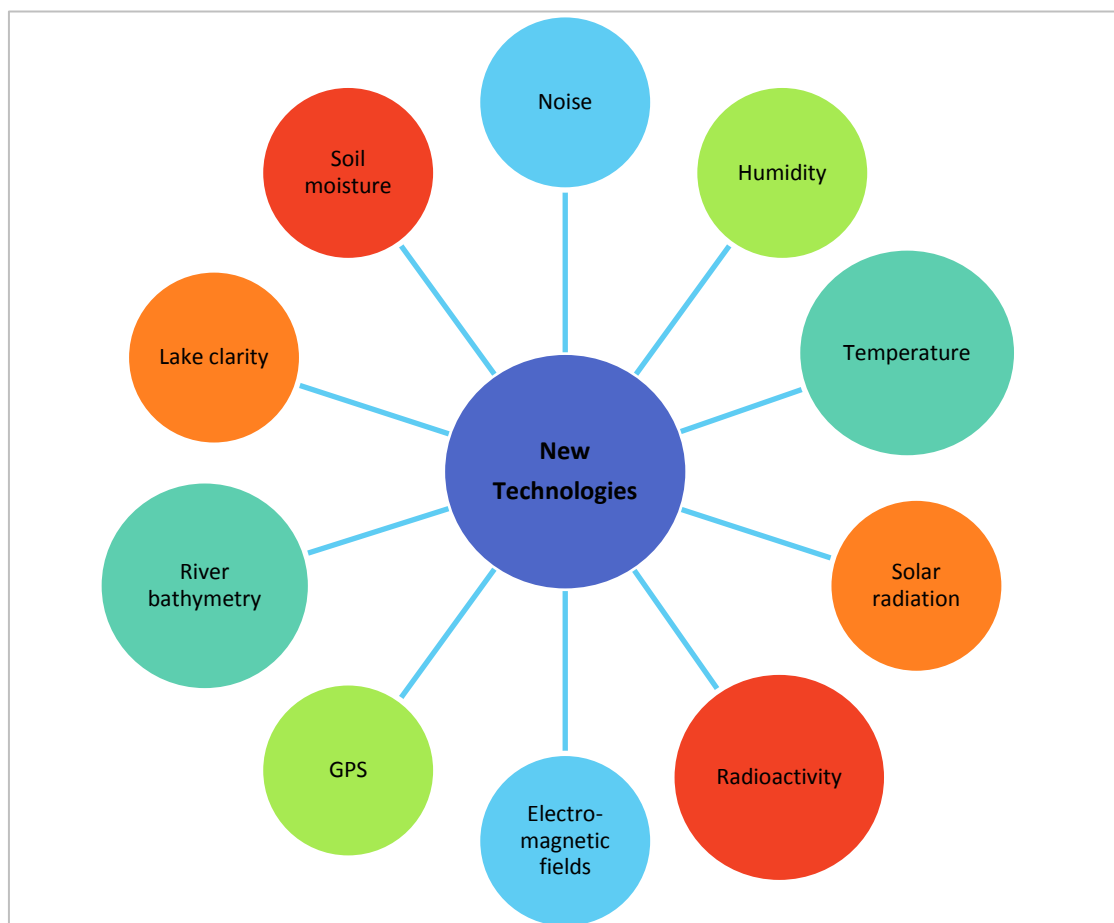 Noise
Humidity
Temperature
Solar
radiation
Radioactivity
Electro-
magnetic
fields
GPS
River
bathymetry
Lake clarity
Soil
moisture
New
Technologies